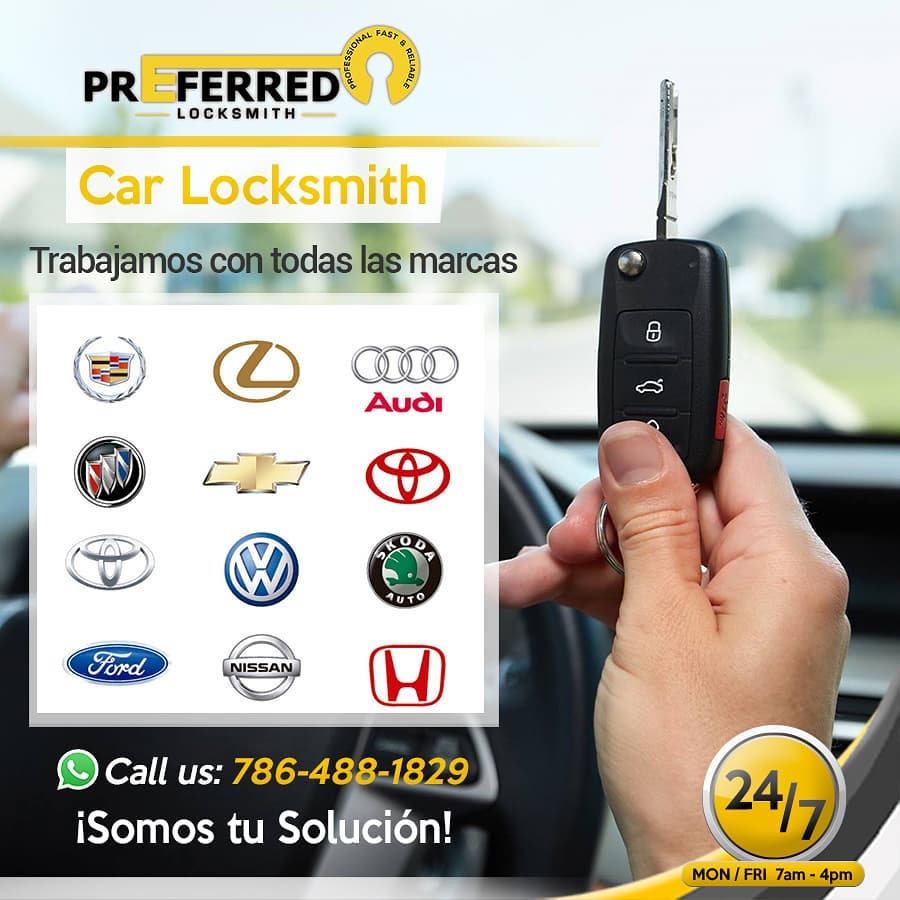 PREFERRED
LOCKSMITH
PROFESSIONAL FAST & RELIABLE
Car Locksmith
Trabajamos con todas las marcas
Audi
ŠKODA
AUTO
Ford
NISSAN
Call us: 786-488-1829
¡Somos tu Solución!
24/7
MON / FRI 7am - 4pm